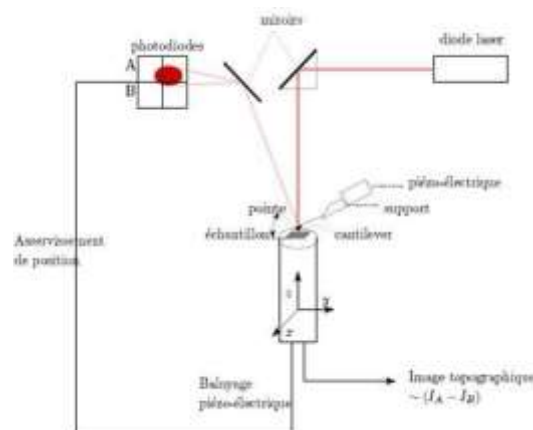 miroirs
photodiodes
diode laser
A
B
piézo-électrique
pointe
support
échantillon
cantilever
Asservissement
de position
z
x
Balayage
piézo-électrique
Image topographique
∼ (I_A − I_B)